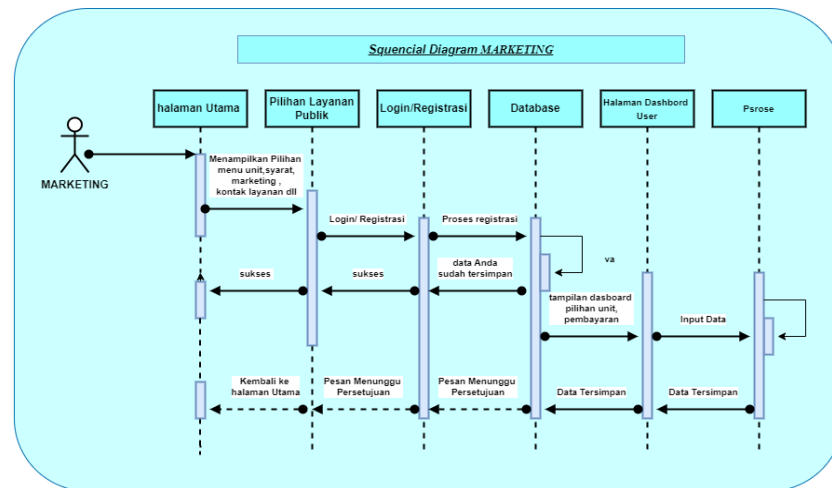 Squencial Diagram MARKETING
halaman Utama
Pilihan Layanan
Publik
Login/Registrasi
Database
Halaman Dashbord
User
Psrose
MARKETING
Menampilkan Pilihan
menu unit,syarat,
marketing ,
kontak layanan dll
Login/ Registrasi
Proses registrasi
va
sukses
sukses
data Anda
sudah tersimpan
tampilan dasboard
pilihan unit,
pembayaran
Input Data
Kembali ke
halaman Utama
Pesan Menunggu
Persetujuan
Pesan Menunggu
Persetujuan
Data Tersimpan
Data Tersimpan